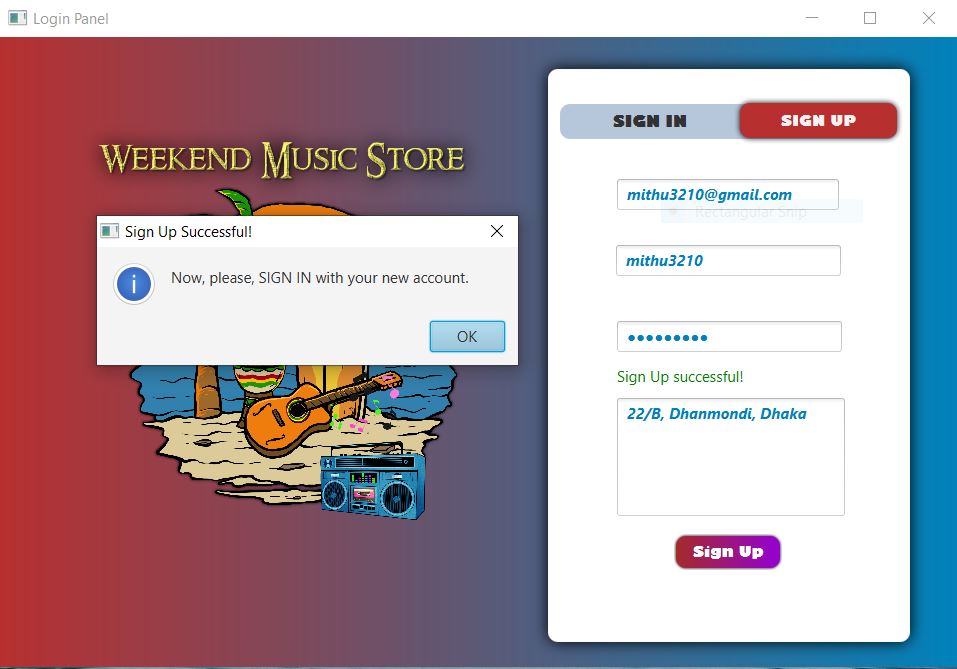 Login Panel
SIGN IN
SIGN UP
WEEKEND MUSIC STORE
mithu3210@gmail.com
Rectangular Snip
Sign Up Successful!
mithu3210
Now, please, SIGN IN with your new account.
OK
Sign Up successful!
22/B, Dhanmondi, Dhaka
Sign Up